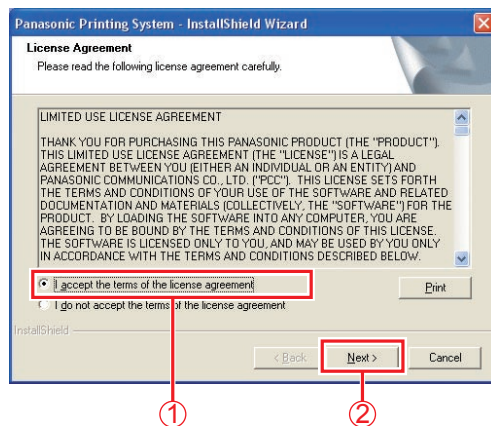 Panasonic Printing System - InstallShield Wizard
License Agreement
Please read the following license agreement carefully.
LIMITED USE LICENSE AGREEMENT
THANK YOU FOR PURCHASING THIS PANASONIC PRODUCT (THE "PRODUCT").
THIS LIMITED USE LICENSE AGREEMENT (THE "LICENSE") IS A LEGAL
AGREEMENT BETWEEN YOU (EITHER AN INDIVIDUAL OR AN ENTITY) AND
PANASONIC COMMUNICATIONS CO., LTD. ("PCC"). THIS LICENSE SETS FORTH
THE TERMS AND CONDITIONS OF YOUR USE OF THE SOFTWARE AND RELATED
DOCUMENTATION AND MATERIALS (COLLECTIVELY, THE "SOFTWARE") FOR THE
PRODUCT. BY LOADING THE SOFTWARE INTO ANY COMPUTER, YOU ARE
AGREEING TO BE BOUND BY THE TERMS AND CONDITIONS OF THIS LICENSE.
THE SOFTWARE IS LICENSED ONLY TO YOU, AND MAY BE USED BY YOU ONLY
IN ACCORDANCE WITH THE TERMS AND CONDITIONS DESCRIBED BELOW.
I accept the terms of the license agreement
Print
I do not accept the terms of the license agreement
InstallShield
< Back Next > Cancel
1 2